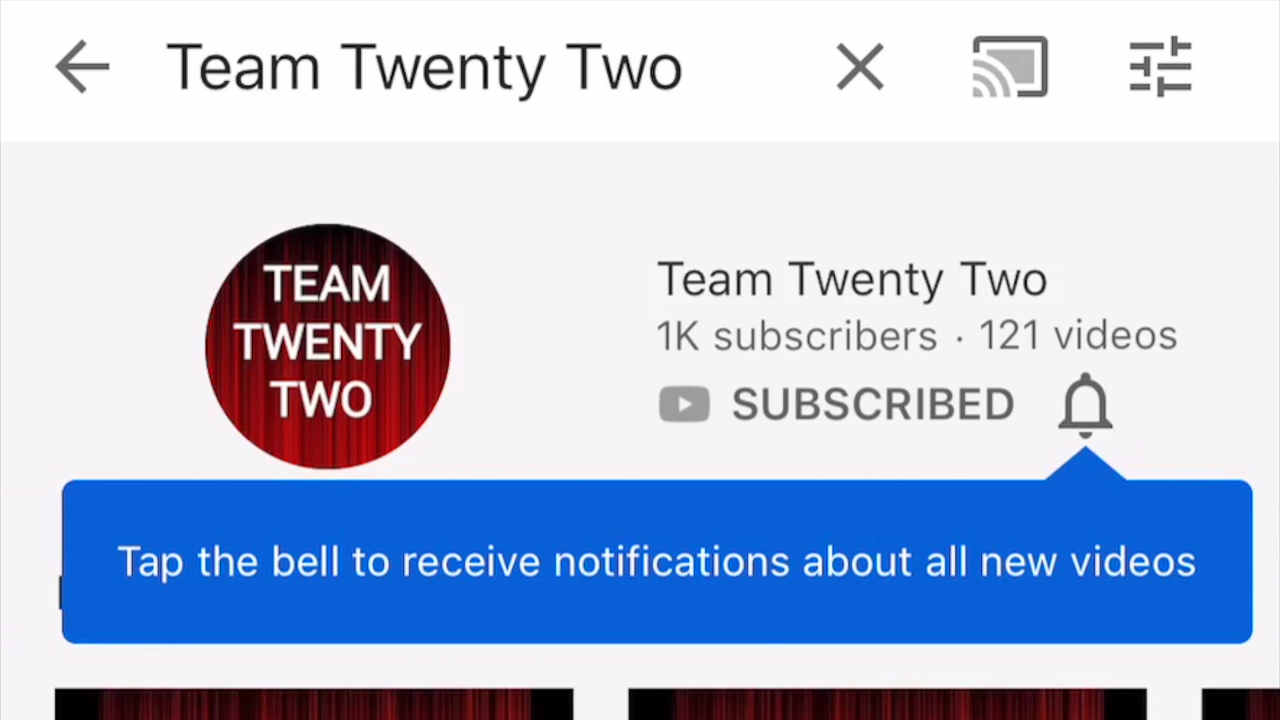 Team Twenty Two
TEAM
TWENTY
TWO
Team Twenty Two
1K subscribers · 121 videos
SUBSCRIBED
Tap the bell to receive notifications about all new videos